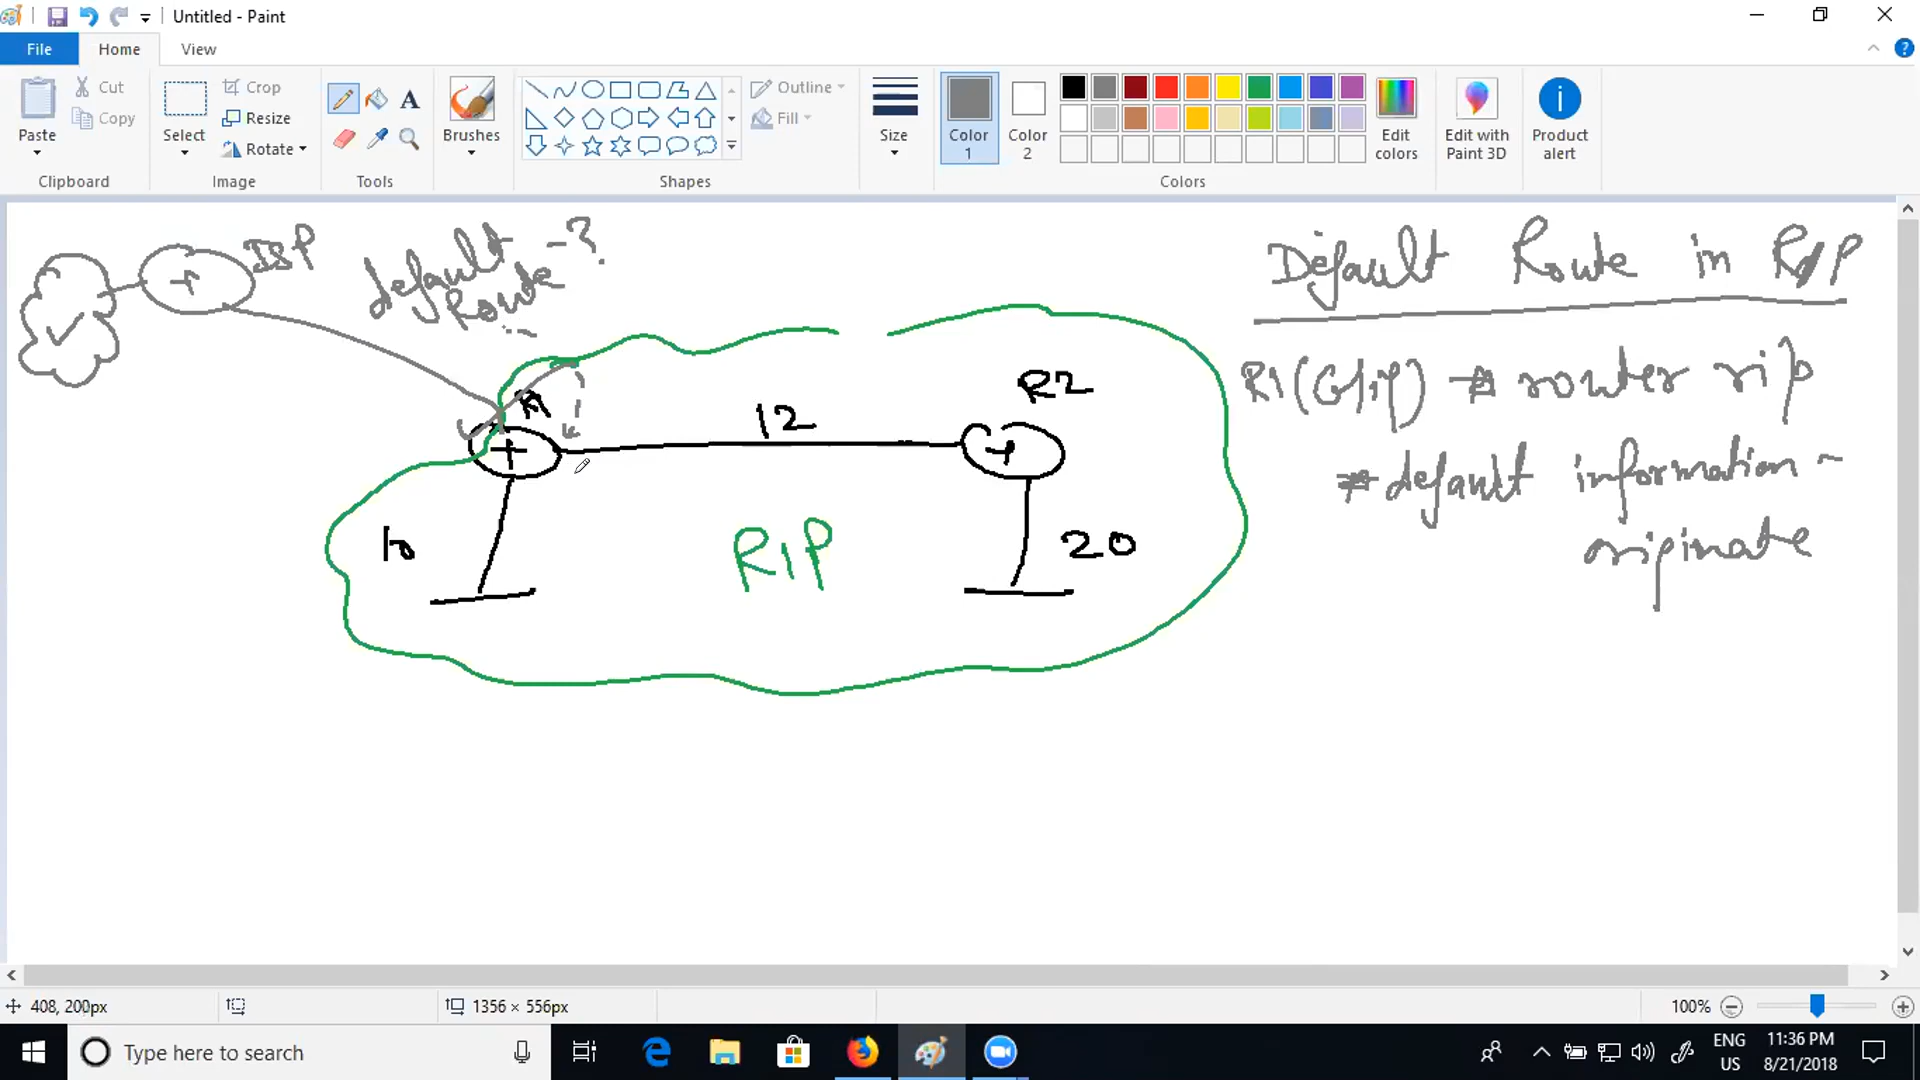 Untitled - Paint
File
Home
View
Paste
Cut
Copy
Clipboard
Select
Crop
Resize
Rotate
Image
A
Tools
Brushes
Outline
Fill
Shapes
Size
Color 1
Color 2
Edit colors
Edit with Paint 3D
Product alert
i
Colors
ISP
default -?
Route
Default Route in RIP
R1
12
R2
10
RIP
20
R1(Config) -# router rip
# default information -
originate
408, 200px
1356 × 556px
100%
Type here to search
ENG
US
11:36 PM
8/21/2018